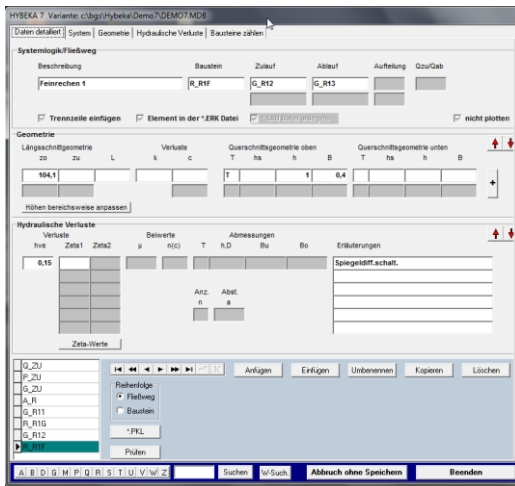 HYBEKA 7 Variante: c:\bgs\Hybeka\Demo7\DEMO7.MDB
Daten detailliert System Geometrie Hydraulische Verluste Bausteine zählen
Systemlogik/Fließweg
Beschreibung Baustein Zulauf Ablauf Aufteilung Qzu/Qab
Feinrechen 1 R_R1F G_R12 G_R13
Trennzeile einfügen Element in der *.ERK Datei nicht plotten
Geometrie
Längsschnittgeometrie Verluste Querschnittsgeometrie oben Querschnittsgeometrie unten
zo zu L k c T hs h B T hs h B
104,1 T 1 0,4
+
Höhen bereichsweise anpassen
Hydraulische Verluste
Verluste Beiwerte Abmessungen
hve Zeta1 Zeta2 µ n(c) T h,D Bu Bo Erläuterungen
0,15 Spiegeldiff.schalt.
Anz. Abst.
n a
Zeta-Werte
Q_ZU
P_ZU
G_ZU
A_R
G_R11
R_R1G
G_R12
R_R1F
Anfügen Einfügen Umbenennen Kopieren Löschen
Reihenfolge
Fließweg
Baustein
*.PKL
Prüfen
A B D G M P Q R S T U V W Z Suchen W-Such Abbruch ohne Speichern Beenden